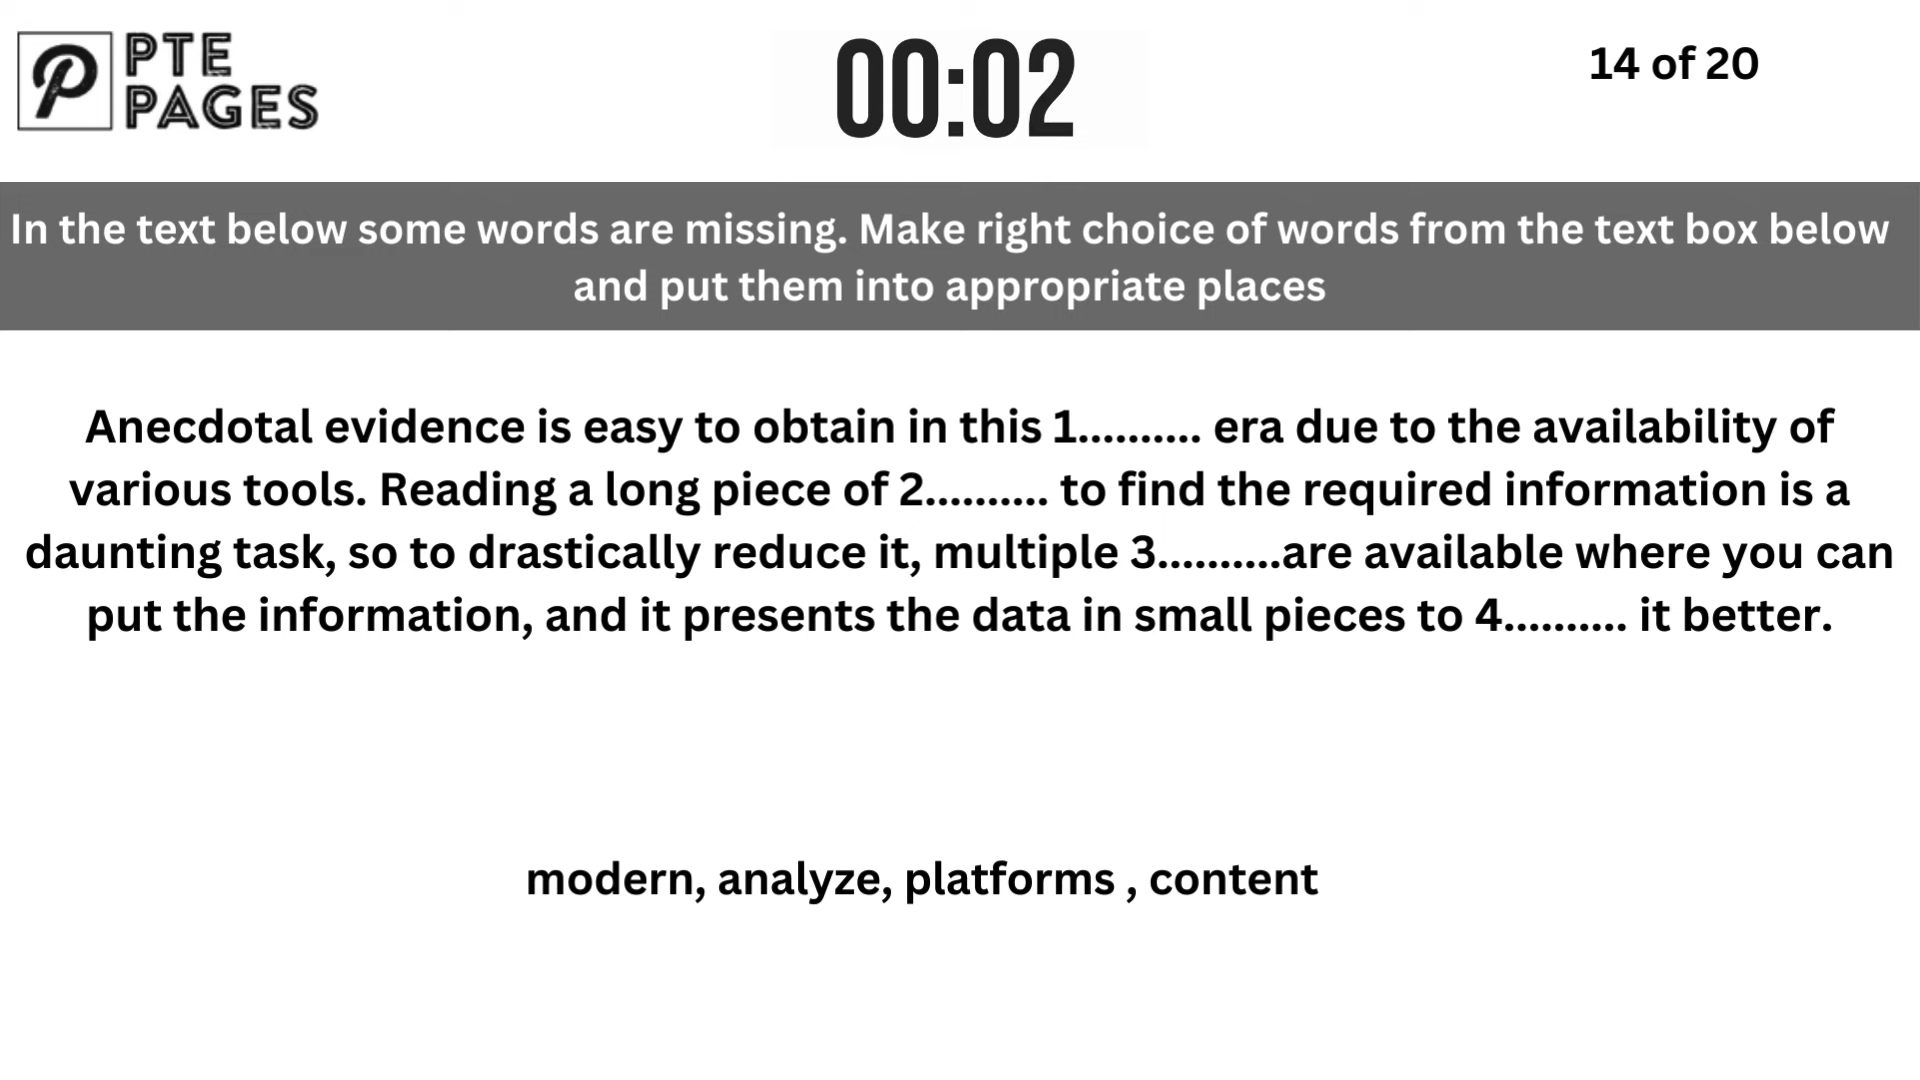 PTE
PAGES
00:02
14 of 20
In the text below some words are missing. Make right choice of words from the text box below
and put them into appropriate places
Anecdotal evidence is easy to obtain in this 1.......... era due to the availability of
various tools. Reading a long piece of 2.......... to find the required information is a
daunting task, so to drastically reduce it, multiple 3..........are available where you can
put the information, and it presents the data in small pieces to 4.......... it better.
modern, analyze, platforms , content